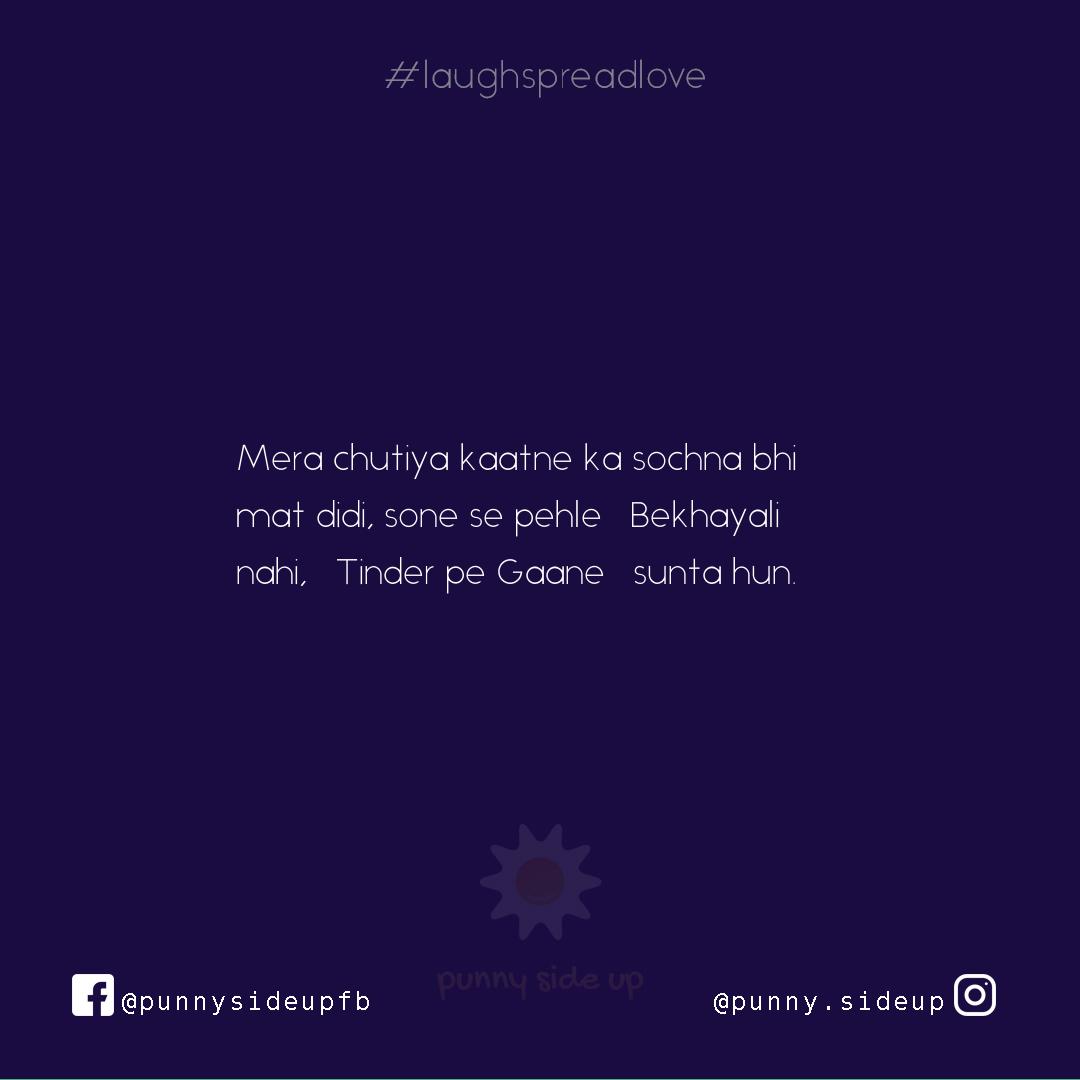 #laughspreadlove
Mera chutiya kaatne ka sochna bhi
mat didi, sone se pehle Bekhayali
nahi, Tinder pe Gaane sunta hun.
punny side up
@punnysideupfb
@punny.sideup